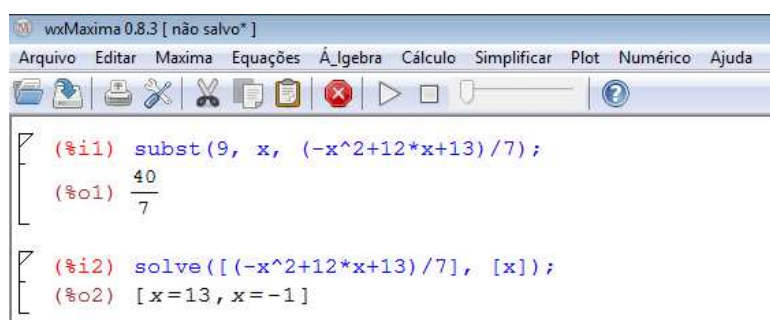 wxMaxima 0.8.3 [ não salvo* ]
Arquivo Editar Maxima Equações Á_lgebra Cálculo Simplificar Plot Numérico Ajuda
(%i1) subst(9, x, (-x^2+12*x+13)/7);
(%o1) 40/7
(%i2) solve([(-x^2+12*x+13)/7], [x]);
(%o2) [x=13,x=-1]